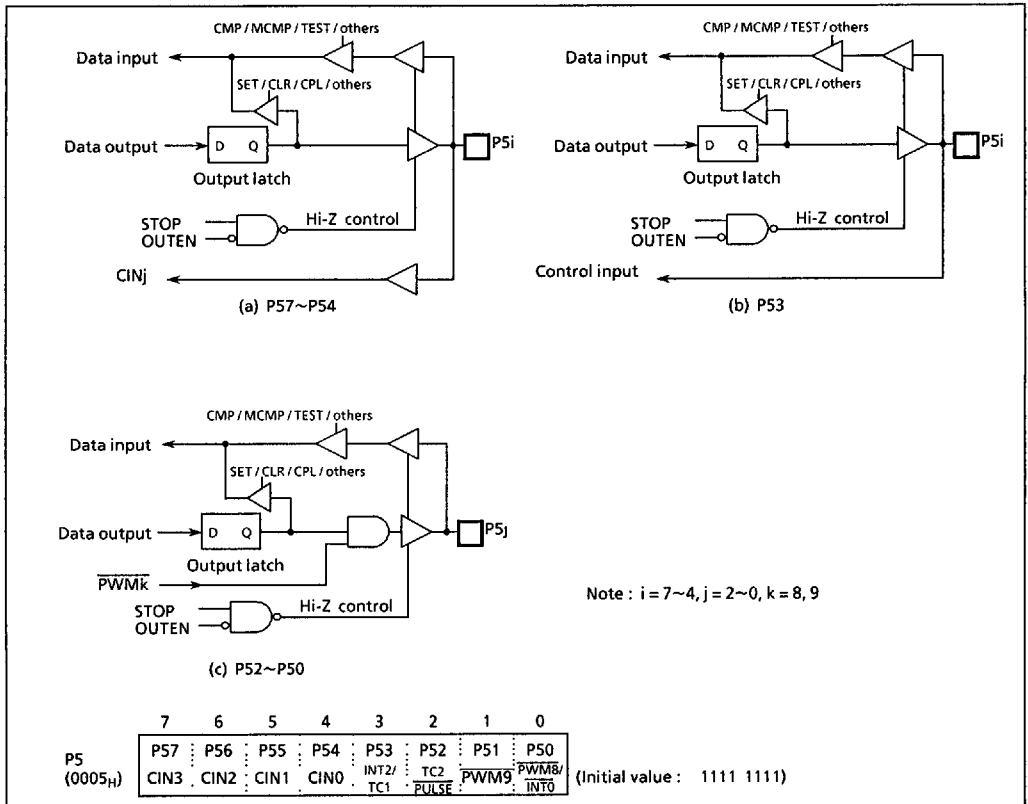 CMP / MCMP / TEST / others
Data input
SET / CLR / CPL / others
Data output
D Q
P5i
Output latch
STOP
OUTEN
Hi-Z control
CINj
(a) P57~P54
CMP / MCMP / TEST / others
Data input
SET / CLR / CPL / others
Data output
D Q
P5i
Output latch
STOP
OUTEN
Hi-Z control
Control input
(b) P53
CMP / MCMP / TEST / others
Data input
SET / CLR / CPL / others
Data output
D Q
P5j
Output latch
PWMk
STOP
OUTEN
Hi-Z control
Note : i = 7~4, j = 2~0, k = 8, 9
(c) P52~P50
7 6 5 4 3 2 1 0
P5
(0005H)
P57 P56 P55 P54 P53 P52 P51 P50
CIN3 CIN2 CIN1 CIN0 INT2/ TC1 TC2 PULSE PWM9 PWM8/ INT0
(Initial value : 1111 1111)